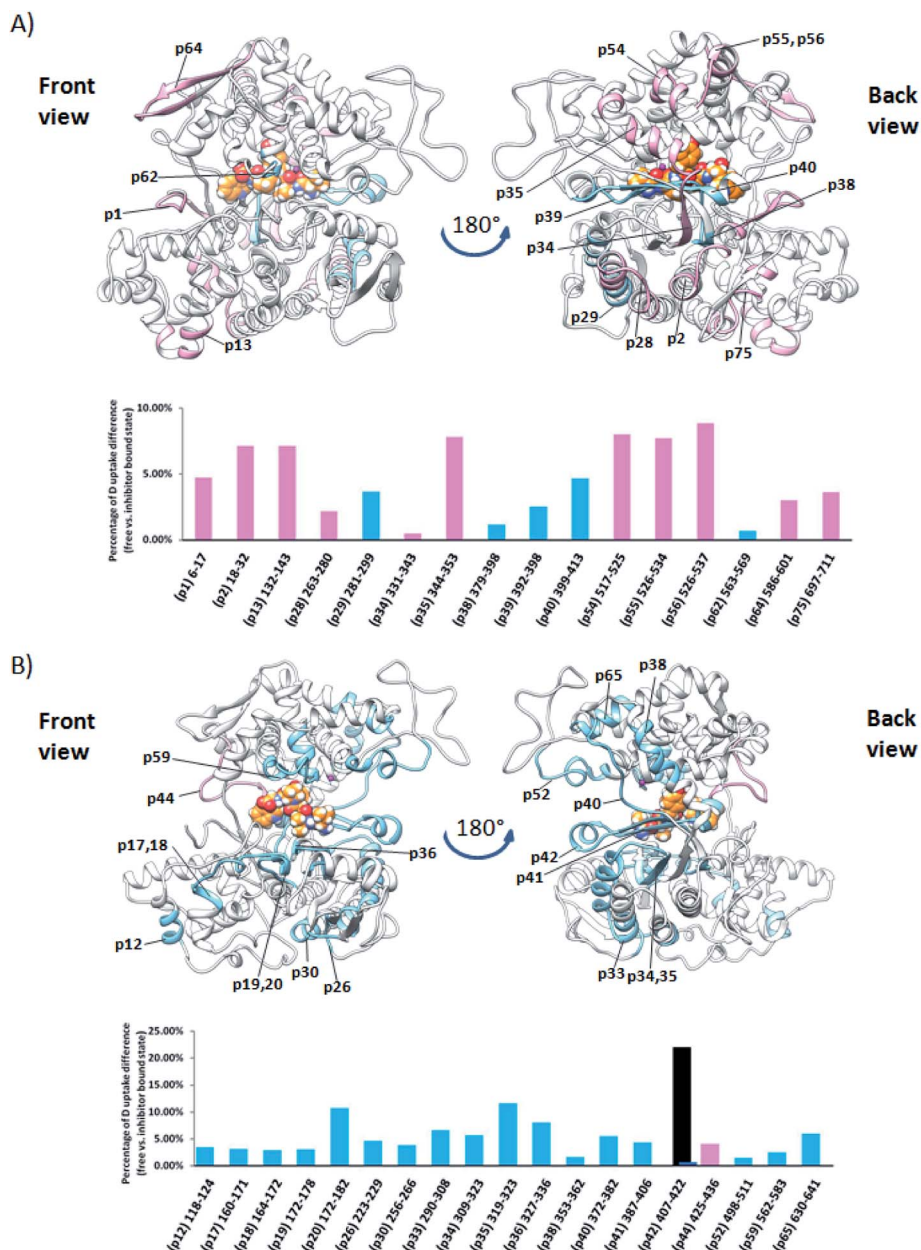 A)
p64
p54
p55, p56
Front
view
Back
view
p62
p40
p35
p38
p1
p39
180°
p34
p13
p29
p28
p2
p75
Percentage of D uptake difference
(free vs. inhibitor bound state)
10.00%
5.00%
0.00%
(p1) 6-17
(p2) 18-32
(p13) 132-143
(p28) 263-280
(p29) 281-299
(p34) 331-343
(p35) 344-353
(p38) 379-398
(p39) 392-398
(p40) 399-413
(p54) 517-525
(p55) 526-534
(p56) 526-537
(p62) 563-569
(p64) 586-601
(p75) 697-711
B)
p65
p38
Front
view
Back
view
p59
p44
p52
p40
180°
p17,18
p36
p42
p41
p12
p19,20
p30
p26
p33
p34,35
Percentage of D uptake difference
(free vs. inhibitor bound state)
25.00%
20.00%
15.00%
10.00%
5.00%
0.00%
(p12) 118-124
(p17) 160-171
(p18) 164-172
(p19) 172-178
(p20) 172-182
(p26) 223-229
(p30) 256-266
(p33) 290-308
(p34) 309-323
(p35) 319-323
(p36) 327-336
(p38) 353-362
(p40) 372-382
(p41) 387-406
(p42) 407-422
(p44) 425-436
(p52) 498-511
(p59) 562-583
(p65) 630-641